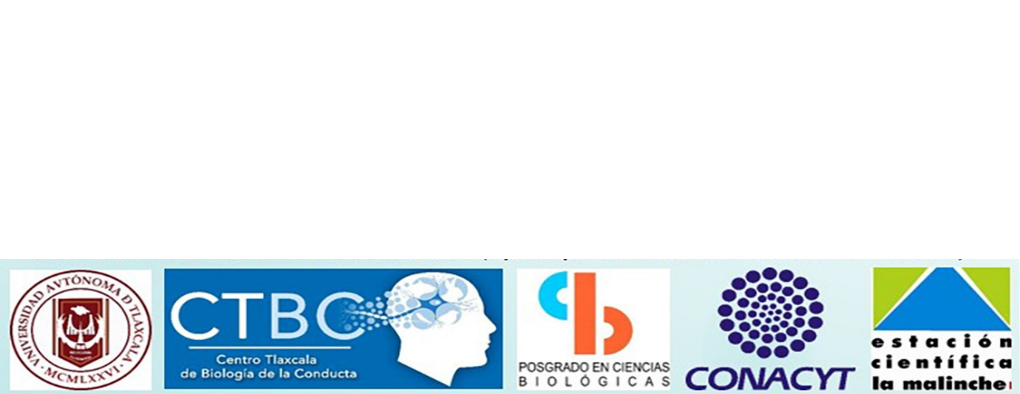 UNIVERSIDAD AVTÓNOMA D TLAXCALA
MCMLXXVI
CTBC
Centro Tlaxcala
de Biología de la Conducta
POSGRADO EN CIENCIAS
BIOLÓGICAS
CONACYT
estación
científica
la malinche